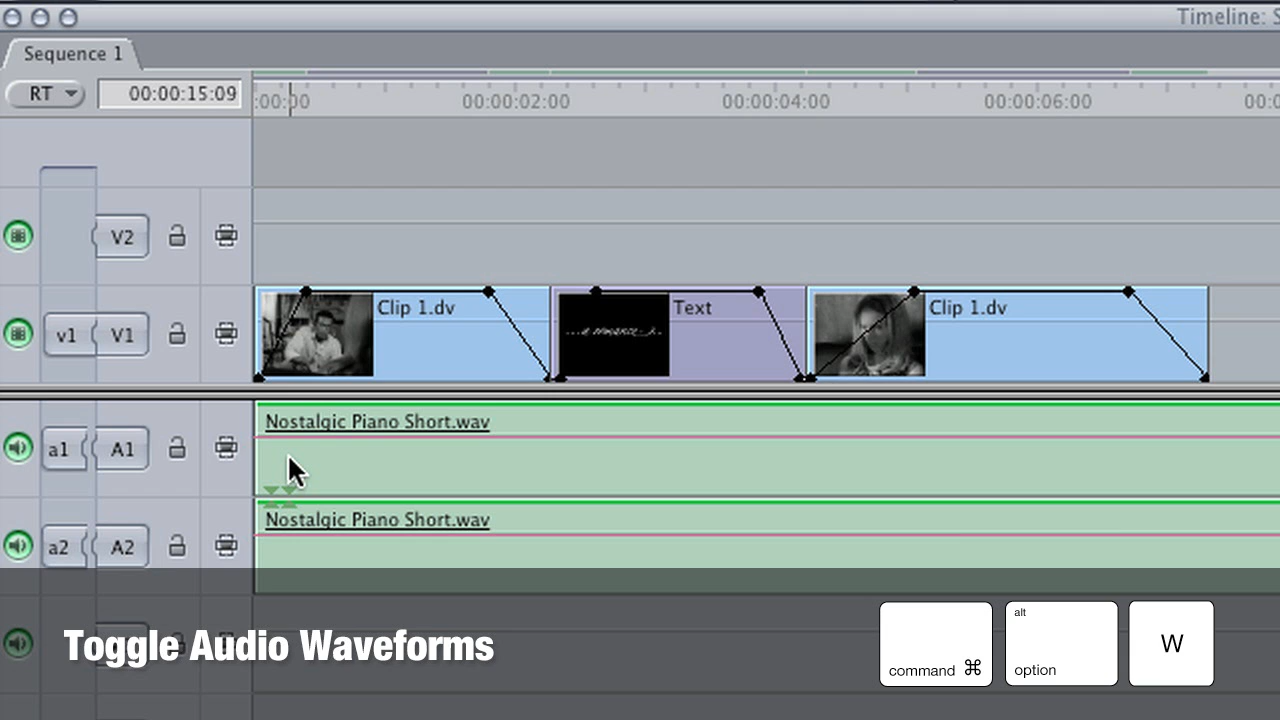 Timeline: S
Sequence 1
RT
00:00:15:09
:00:00
00:00:02:00
00:00:04:00
00:00:06:00
00:0
V2
v1
V1
Clip 1.dv
...a romance...
Text
Clip 1.dv
a1
A1
Nostalgic Piano Short.wav
a2
A2
Nostalgic Piano Short.wav
Toggle Audio Waveforms
command ⌘
alt
option
W